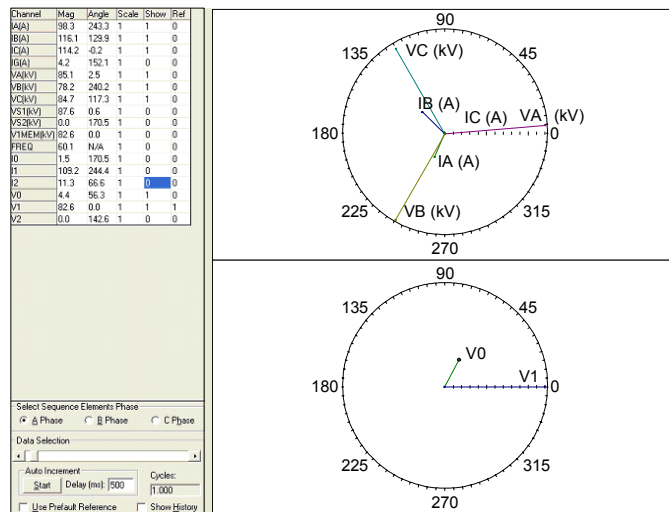 Channel Mag Angle Scale Show Ref
IA(A) 98.3 243.3 1 1 0
IB(A) 116.1 129.9 1 1 0
IC(A) 114.2 -0.2 1 1 0
IG(A) 4.2 152.1 1 0 0
VA(kV) 85.1 2.5 1 1 0
VB(kV) 78.2 240.2 1 1 0
VC(kV) 84.7 117.3 1 1 0
VS1(kV) 87.6 0.6 1 0 0
VS2(kV) 0.0 170.5 1 0 0
V1MEM(kV) 82.6 0.0 1 0 0
FREQ 60.1 N/A 1 0 0
I0 1.5 170.5 1 0 0
I1 109.2 244.4 1 0 0
I2 11.3 66.6 1 0 0
V0 4.4 56.3 1 1 0
V1 82.6 0.0 1 1 1
V2 0.0 142.6 1 0 0
Select Sequence Elements Phase
A Phase B Phase C Phase
Data Selection
Auto Increment
Start Delay (ms): 500
Cycles:
1.000
Use Prefault Reference Show History
90
135 45
VC (kV)
IB (A)
IC (A) VA (kV)
180 0
IA (A)
VB (kV)
225 315
270
90
135 45
V0
V1
180 0
225 315
270